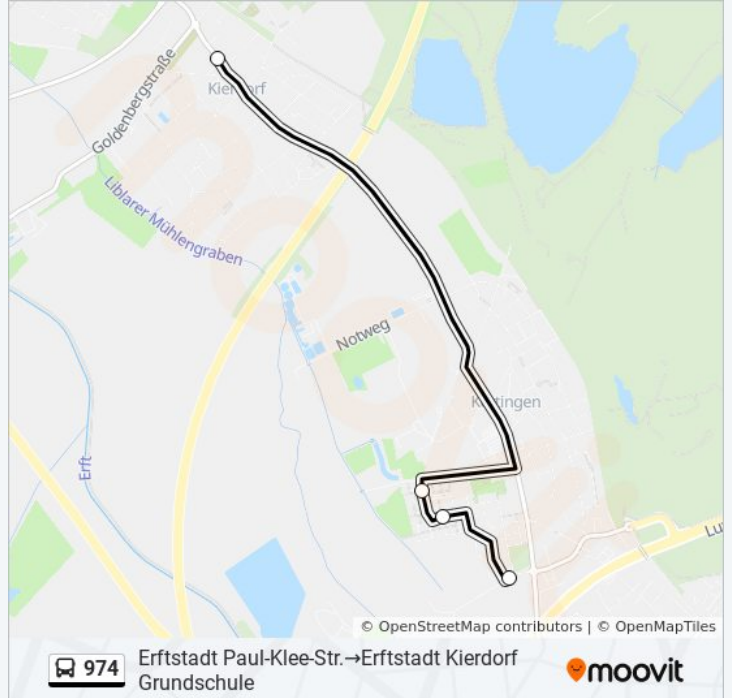 Kierdorf
Goldenbergstraße
Liblarer Mühlengraben
Notweg
Erft
© OpenStreetMap contributors | © OpenMapTiles
974
Erftstadt Paul-Klee-Str.→Erftstadt Kierdorf
Grundschule
moovit